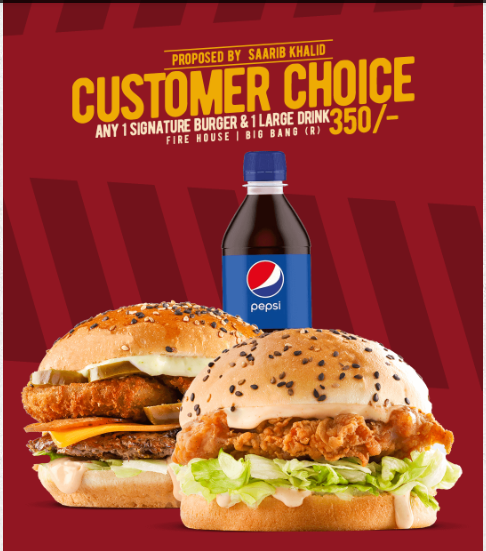 PROPOSED BY SAARIB KHALID
CUSTOMER CHOICE
ANY 1 SIGNATURE BURGER & 1 LARGE DRINK 350/-
FIRE HOUSE | BIG BANG (R)
pepsi